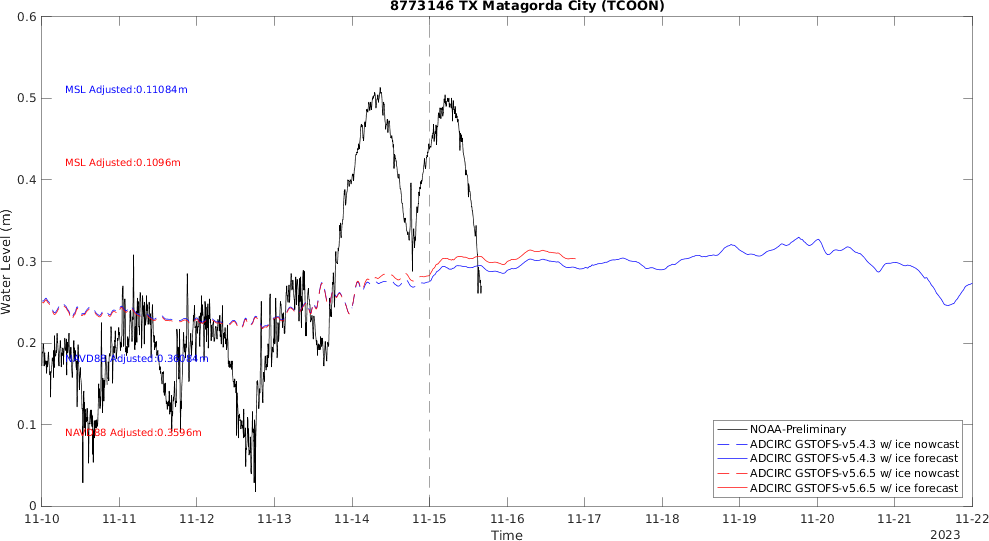 8773146 TX Matagorda City (TCOON)
0.6
0.5
0.4
0.3
0.2
0.1
0
Water Level (m)
MSL Adjusted:0.11084m
MSL Adjusted:0.1096m
NAVD88 Adjusted:0.36084m
NAVD88 Adjusted:0.3596m
NOAA-Preliminary
ADCIRC GSTOFS-v5.4.3 w/ ice nowcast
ADCIRC GSTOFS-v5.4.3 w/ ice forecast
ADCIRC GSTOFS-v5.6.5 w/ ice nowcast
ADCIRC GSTOFS-v5.6.5 w/ ice forecast
11-10 11-11 11-12 11-13 11-14 11-15 11-16 11-17 11-18 11-19 11-20 11-21 11-22
Time
2023